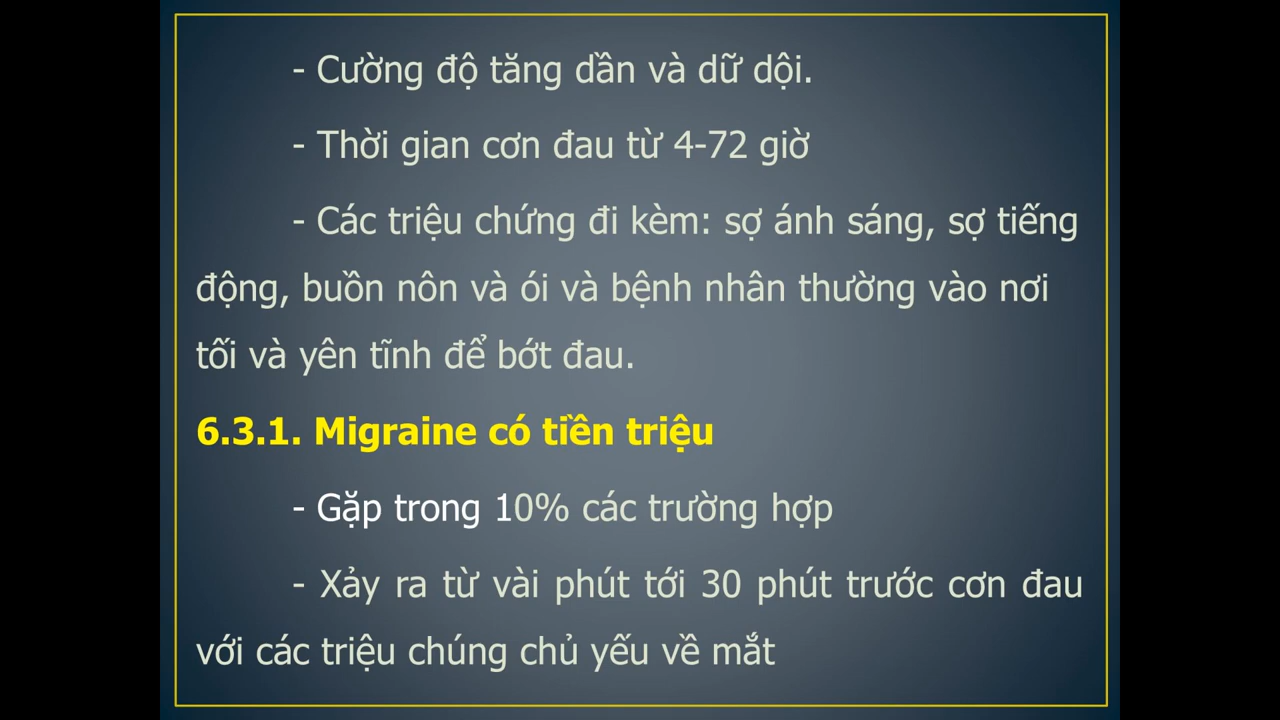 - Cường độ tăng dần và dữ dội.
- Thời gian cơn đau từ 4-72 giờ
- Các triệu chứng đi kèm: sợ ánh sáng, sợ tiếng
động, buồn nôn và ói và bệnh nhân thường vào nơi
tối và yên tĩnh để bớt đau.
6.3.1. Migraine có tiền triệu
- Gặp trong 10% các trường hợp
- Xảy ra từ vài phút tới 30 phút trước cơn đau
với các triệu chúng chủ yếu về mắt